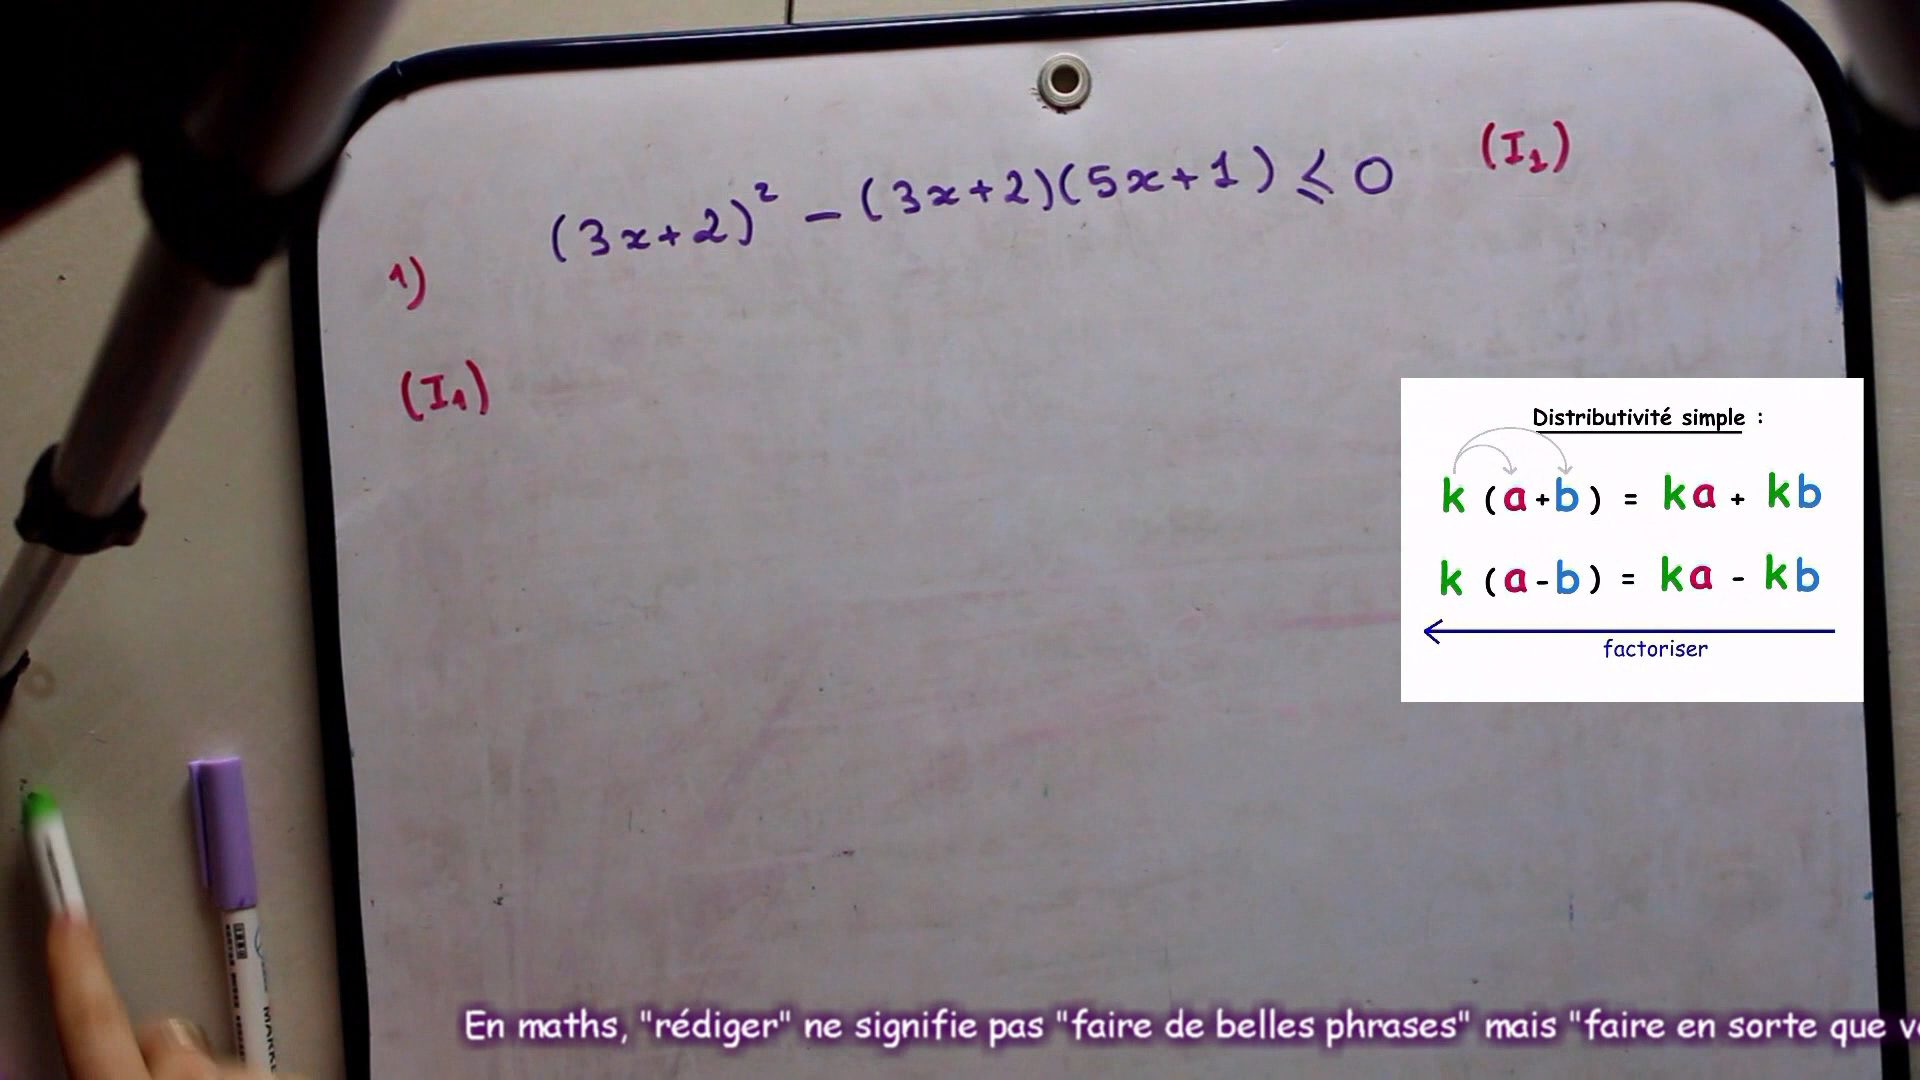 (3x+2)² - (3x+2)(5x+1) ⩽ 0 (I₁)
1)
(I₁)
Distributivité simple :
k (a+b) = ka + kb
k (a-b) = ka - kb
factoriser
En maths, "rédiger" ne signifie pas "faire de belles phrases" mais "faire en sorte que